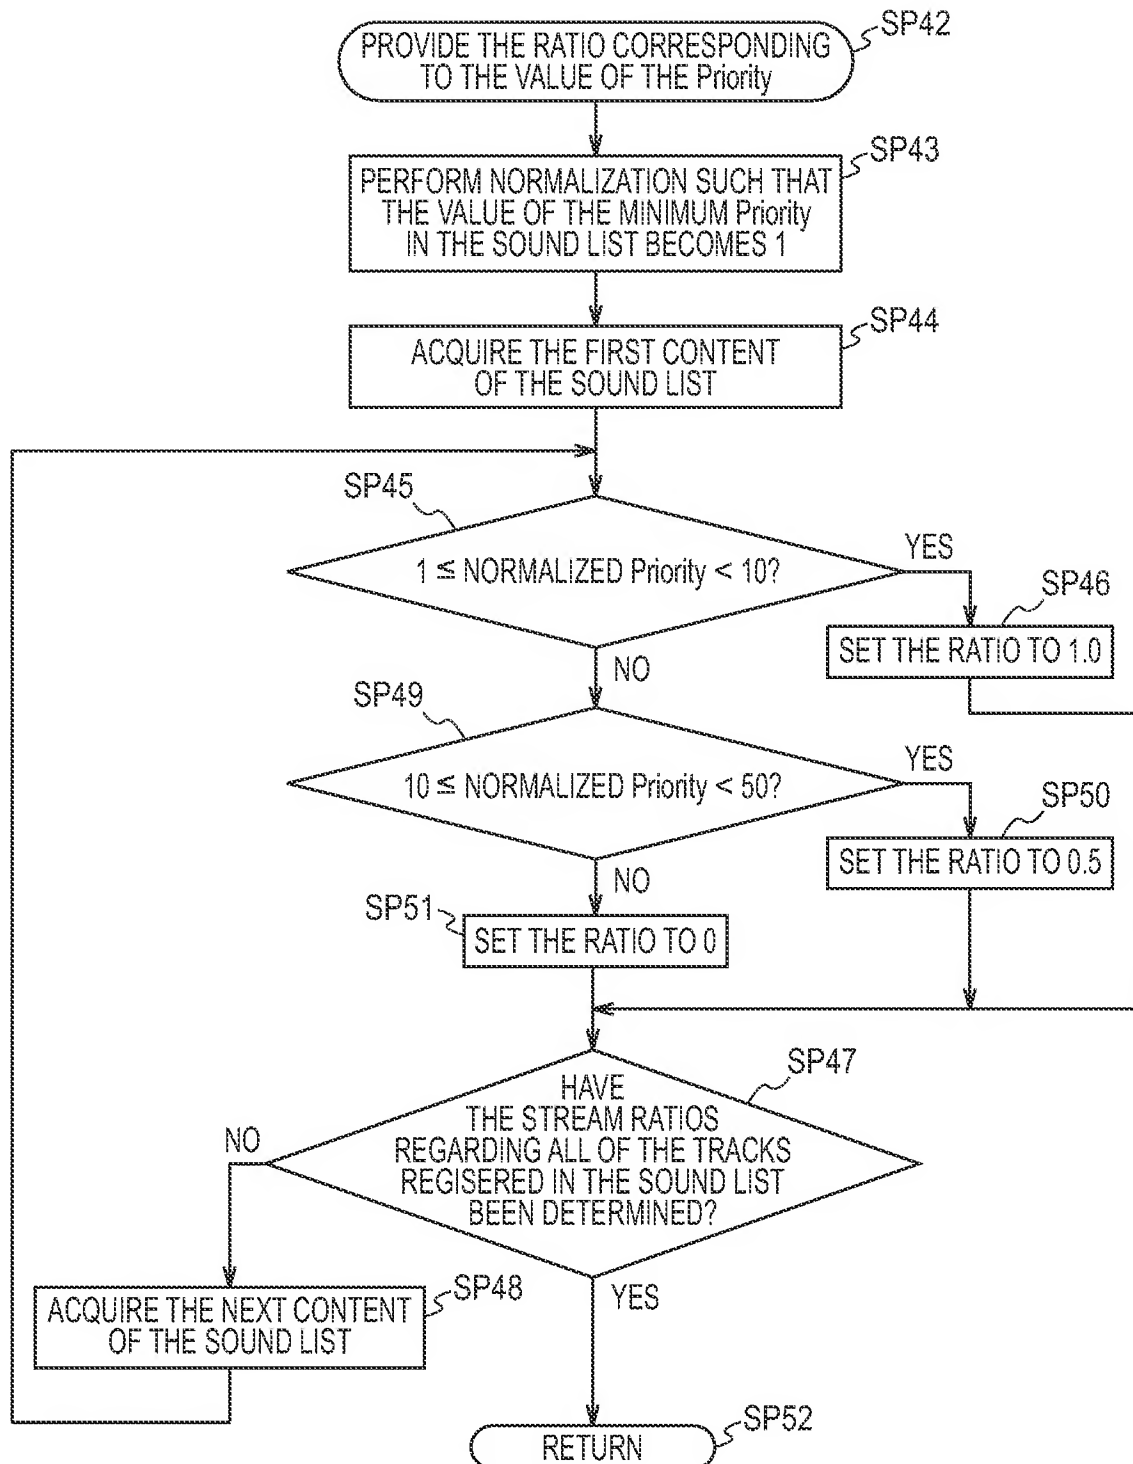 SP42
PROVIDE THE RATIO CORRESPONDING
TO THE VALUE OF THE Priority
SP43
PERFORM NORMALIZATION SUCH THAT
THE VALUE OF THE MINIMUM Priority
IN THE SOUND LIST BECOMES 1
SP44
ACQUIRE THE FIRST CONTENT
OF THE SOUND LIST
SP45
1 ≦ NORMALIZED Priority < 10?
YES
SP46
SET THE RATIO TO 1.0
NO
SP49
10 ≦ NORMALIZED Priority < 50?
YES
SP50
SET THE RATIO TO 0.5
NO
SP51
SET THE RATIO TO 0
SP47
HAVE
THE STREAM RATIOS
REGARDING ALL OF THE TRACKS
REGISERED IN THE SOUND LIST
BEEN DETERMINED?
NO
SP48
ACQUIRE THE NEXT CONTENT
OF THE SOUND LIST
YES
SP52
RETURN